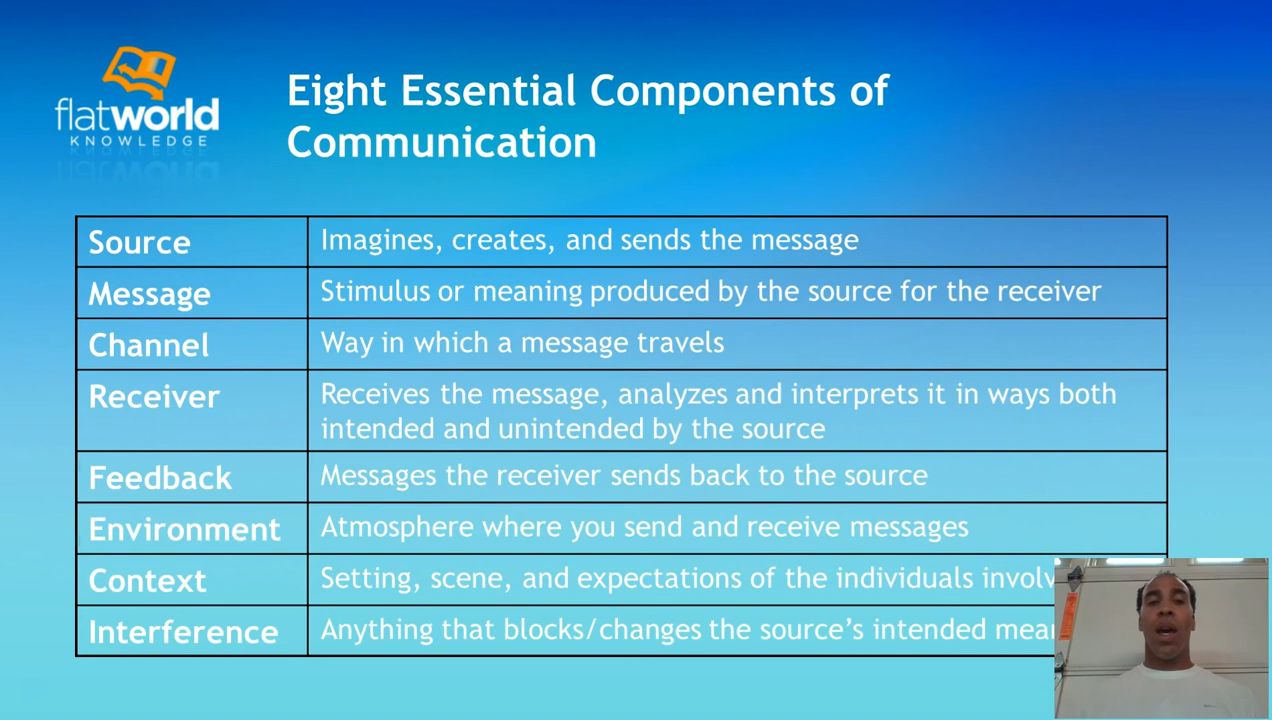 flatworld
KNOWLEDGE
Eight Essential Components of
Communication
Source
Imagines, creates, and sends the message
Message
Stimulus or meaning produced by the source for the receiver
Channel
Way in which a message travels
Receiver
Receives the message, analyzes and interprets it in ways both
intended and unintended by the source
Feedback
Messages the receiver sends back to the source
Environment
Atmosphere where you send and receive messages
Context
Setting, scene, and expectations of the individuals
Interference
Anything that blocks/changes the source's intended